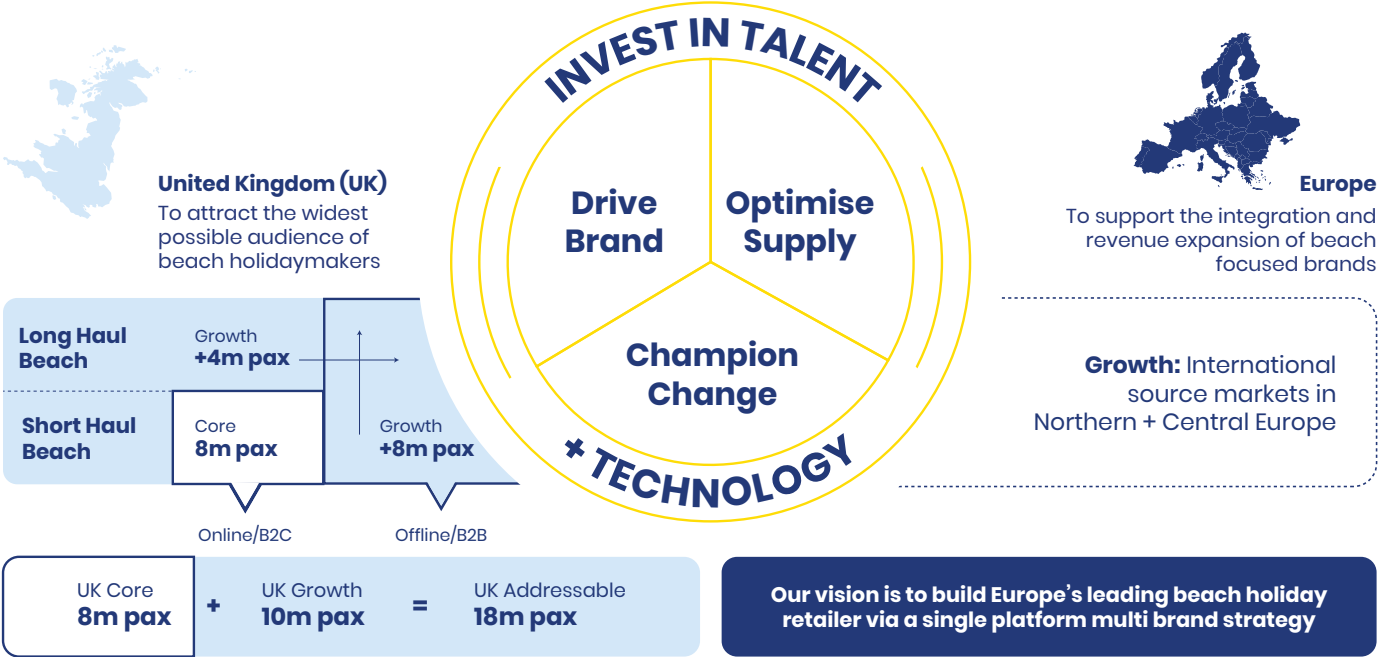 INVEST IN TALENT
+ TECHNOLOGY
Drive
Brand
Optimise
Supply
Champion
Change
United Kingdom (UK)
To attract the widest
possible audience of
beach holidaymakers
Long Haul
Beach
Growth
+4m pax
Short Haul
Beach
Core
8m pax
Growth
+8m pax
Online/B2C
Offline/B2B
UK Core
8m pax
+
UK Growth
10m pax
=
UK Addressable
18m pax
Europe
To support the integration and
revenue expansion of beach
focused brands
Growth: International
source markets in
Northern + Central Europe
Our vision is to build Europe’s leading beach holiday
retailer via a single platform multi brand strategy